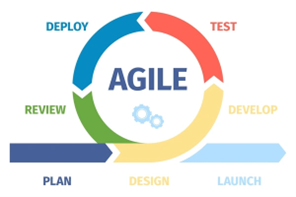 DEPLOY
TEST
AGILE
REVIEW
DEVELOP
PLAN
DESIGN
LAUNCH